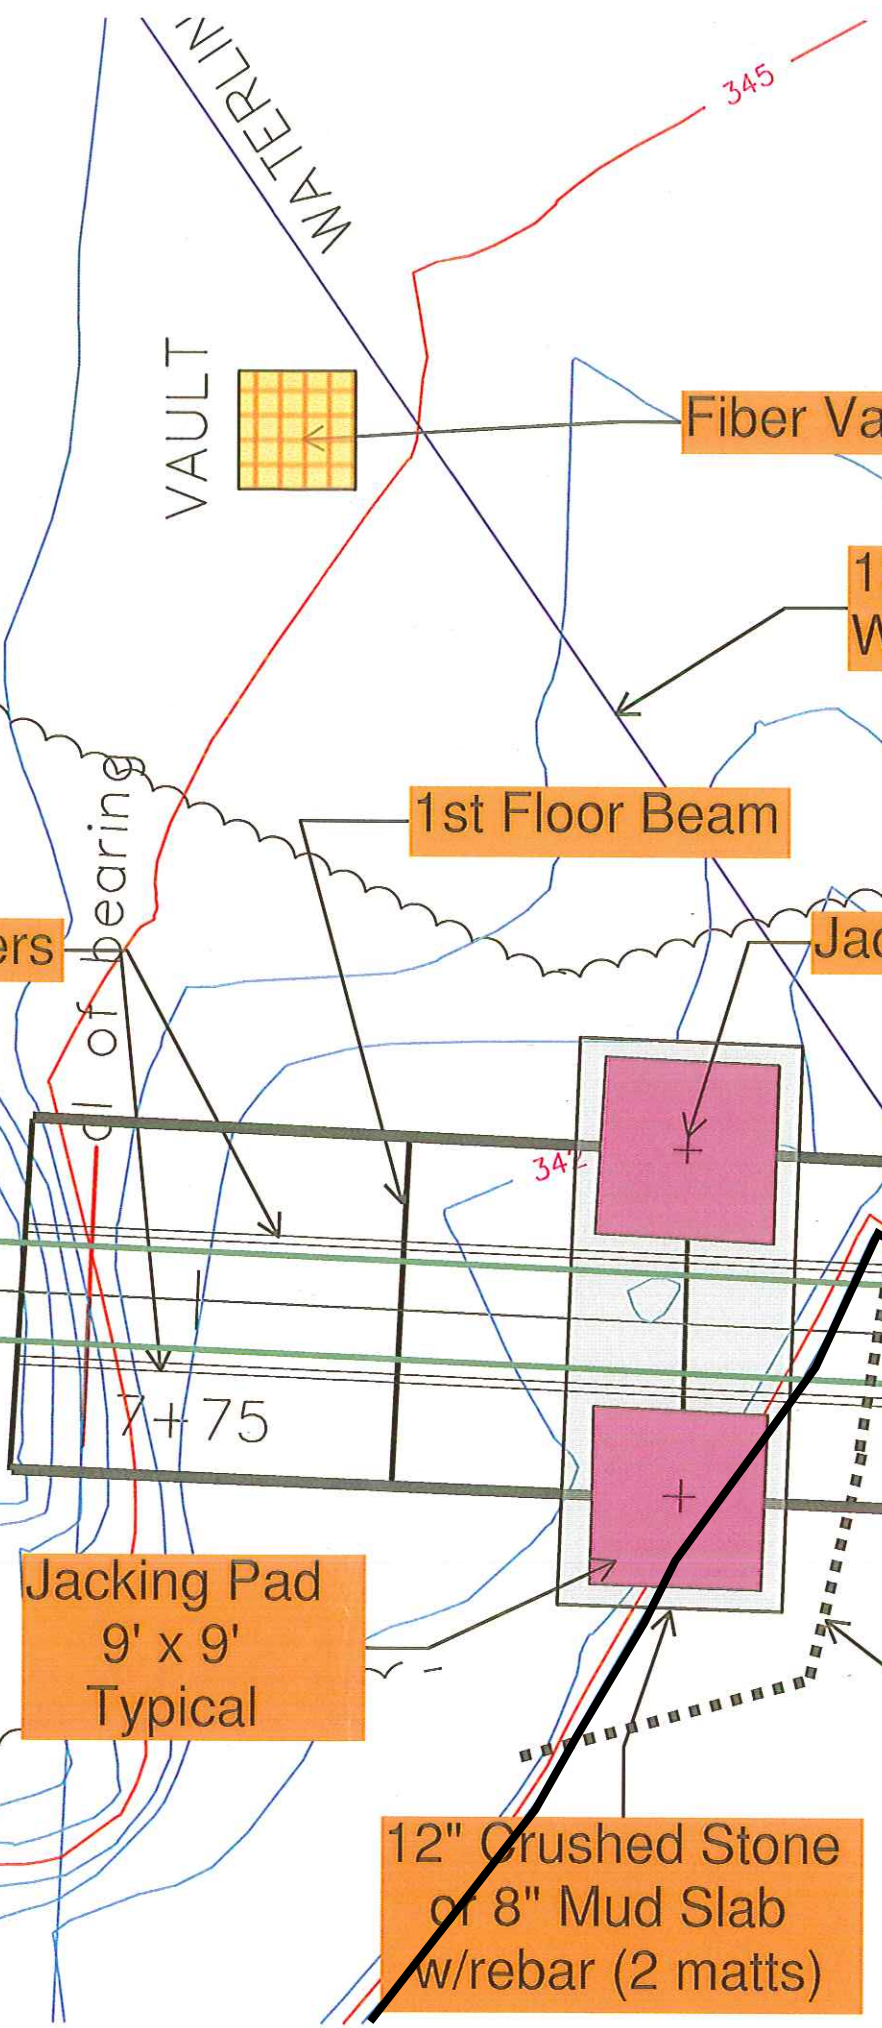 WATERLIN
345
VAULT
Fiber Va
1
W
cl of bearing
1st Floor Beam
ers
Jac
342
7+75
Jacking Pad
9' x 9'
Typical
12" Crushed Stone
or 8" Mud Slab
w/rebar (2 matts)